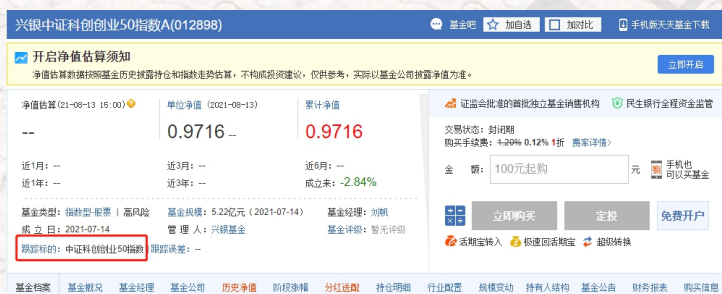 兴银中证科创创业50指数A(012898)
基金吧 加自选 加对比 手机版天天基金下载
开启净值估算须知
净值估算数据按照基金历史披露持仓和指数走势估算，不构成投资建议，仅供参考，实际以基金公司披露净值为准。
立即开启
净值估算(21-08-13 15:00) 单位净值 (2021-08-13) 累计净值
-- 0.9716 -- 0.9716
近1月： -- 近3月： -- 近6月： --
近1年： -- 近3年： -- 成立来： -2.84%
基金类型：指数型-股票 | 高风险 基金规模：5.22亿元（2021-07-14） 基金经理：刘帆
成 立 日：2021-07-14 管 理 人：兴银基金 基金评级：暂无评级
跟踪标的：中证科创创业50指数 | 跟踪误差：--
证监会批准的首批独立基金销售机构 民生银行全程资金监管
交易状态：封闭期
购买手续费：1.20% 0.12% 1折 费率详情>
金 额： 100元起购 元 手机也可以买基金
立即购买 定投 免费开户
活期宝转入 极速回活期宝 超级转换
基金档案 基金概况 基金经理 基金公司 历史净值 阶段涨幅 分红送配 持仓明细 行业配置 规模变动 持有人结构 基金公告 财务报表 购买信息